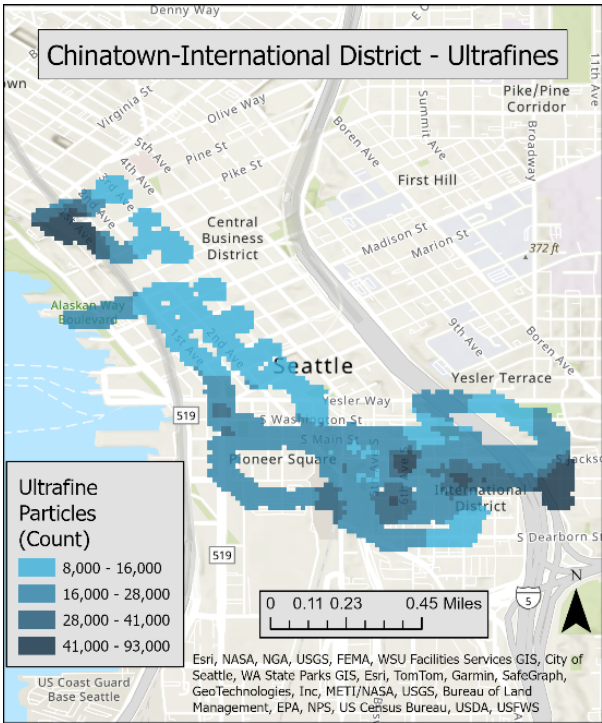 Denny Way
Chinatown-International District - Ultrafines
own
11th Ave
Pike/Pine
Corridor
Virginia St
Olive Way
Summit Ave
Boren Ave
Broadway
5th Ave
4th Ave
3rd Ave
2nd Ave
Pine St
Pike St
First Hill
Central
Business
District
Madison St
Marion St
372 ft
Alaskan Way
Boulevard
1st Ave
2nd Ave
9th Ave
Boren Ave
Seattle
Yesler Terrace
Yesler Way
519
S Washington St
S Main St
Pioneer Square
S Jackso
International
District
S Dearborn St
519
5
Ultrafine
Particles
(Count)
8,000 - 16,000
16,000 - 28,000
28,000 - 41,000
41,000 - 93,000
0 0.11 0.23 0.45 Miles
N
US Coast Guard
Base Seattle
Esri, NASA, NGA, USGS, FEMA, WSU Facilities Services GIS, City of
Seattle, WA State Parks GIS, Esri, TomTom, Garmin, SafeGraph,
GeoTechnologies, Inc, METI/NASA, USGS, Bureau of Land
Management, EPA, NPS, US Census Bureau, USDA, USFWS